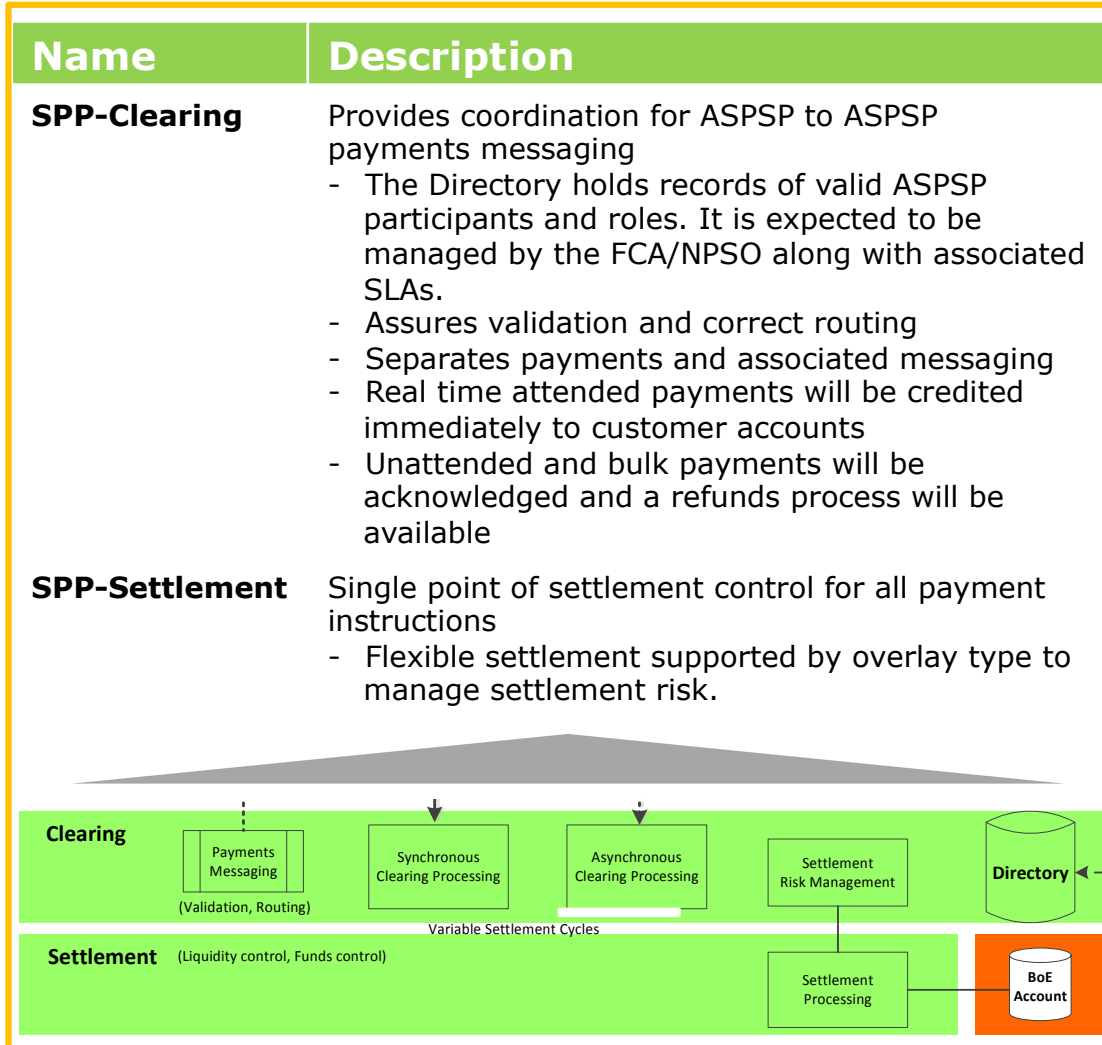 Name Description
SPP-Clearing Provides coordination for ASPSP to ASPSP
payments messaging
- The Directory holds records of valid ASPSP
participants and roles. It is expected to be
managed by the FCA/NPSO along with associated
SLAs.
- Assures validation and correct routing
- Separates payments and associated messaging
- Real time attended payments will be credited
immediately to customer accounts
- Unattended and bulk payments will be
acknowledged and a refunds process will be
available
SPP-Settlement Single point of settlement control for all payment
instructions
- Flexible settlement supported by overlay type to
manage settlement risk.
Clearing
Payments
Messaging
(Validation, Routing)
Synchronous
Clearing Processing
Asynchronous
Clearing Processing
Settlement
Risk Management
Directory
Variable Settlement Cycles
Settlement (Liquidity control, Funds control)
Settlement
Processing
BoE
Account